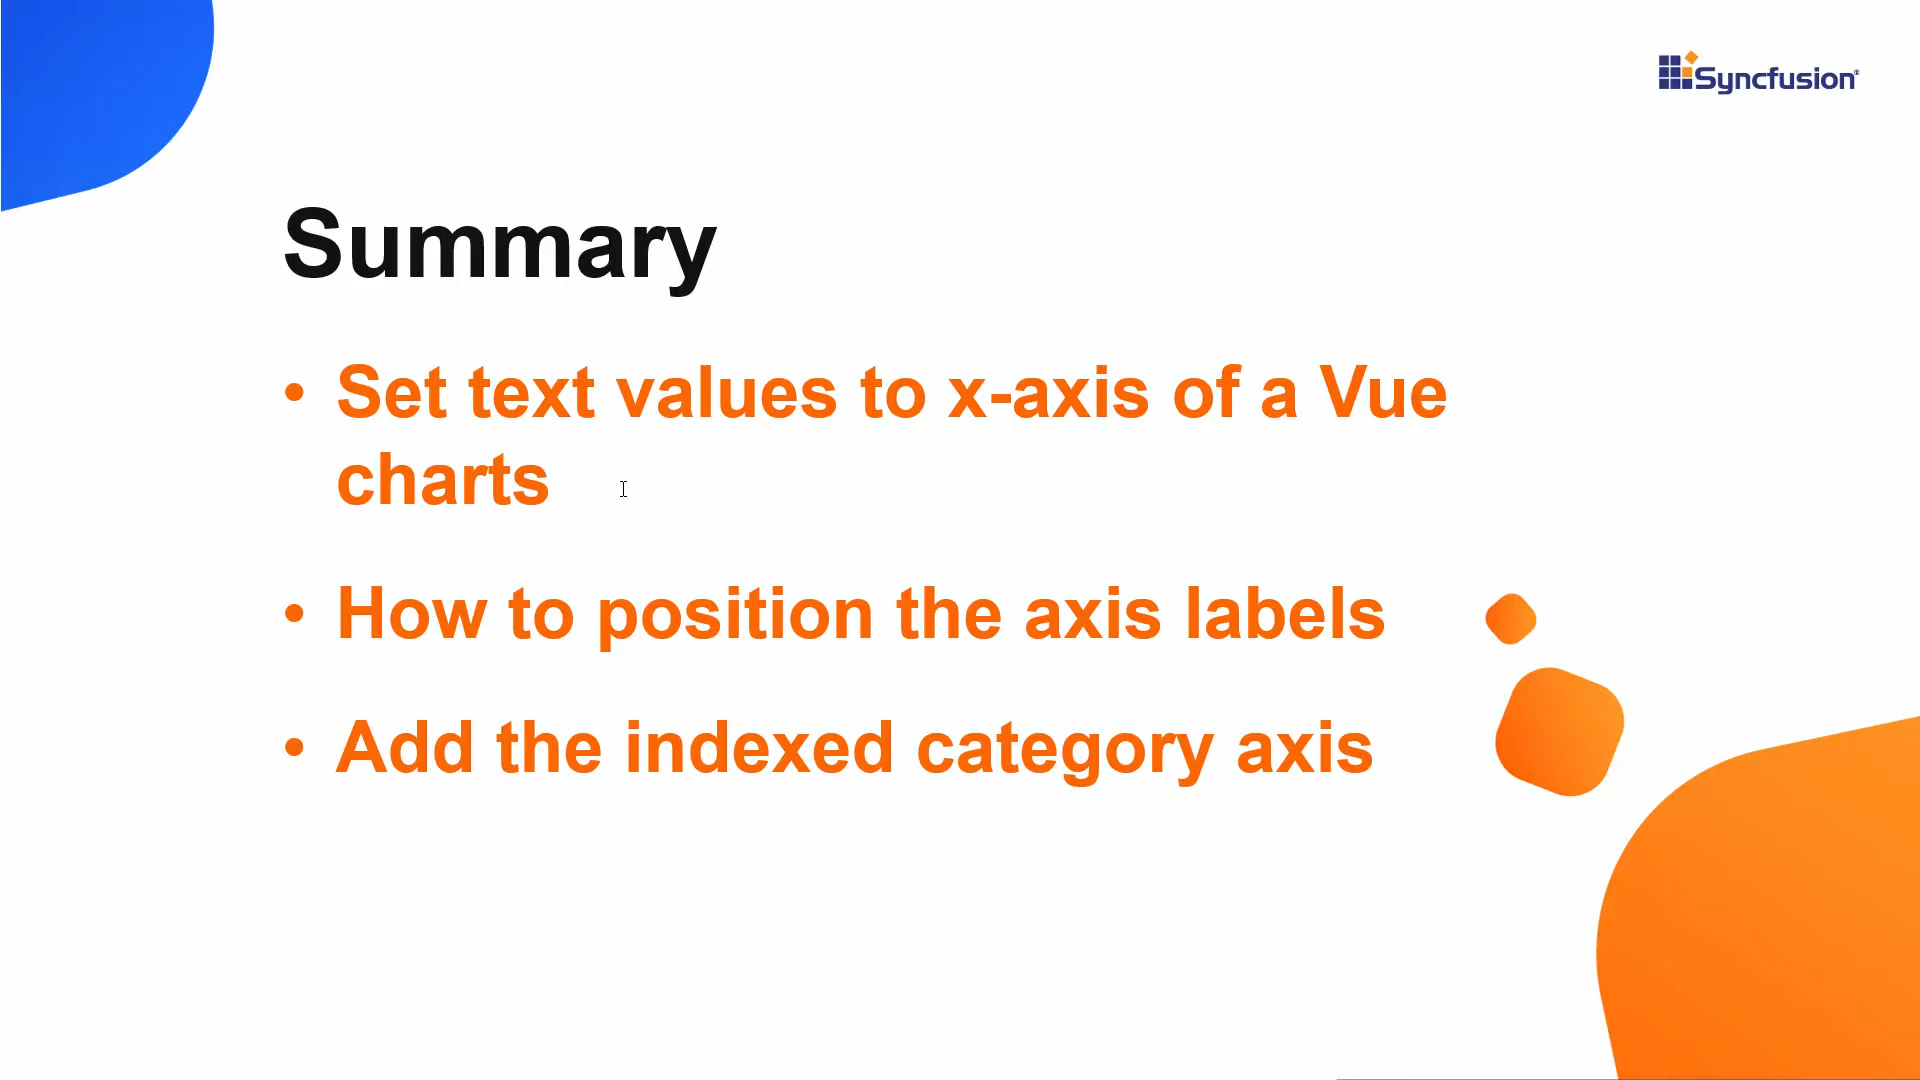 Syncfusion®
Summary
• Set text values to x-axis of a Vue
charts
• How to position the axis labels
• Add the indexed category axis